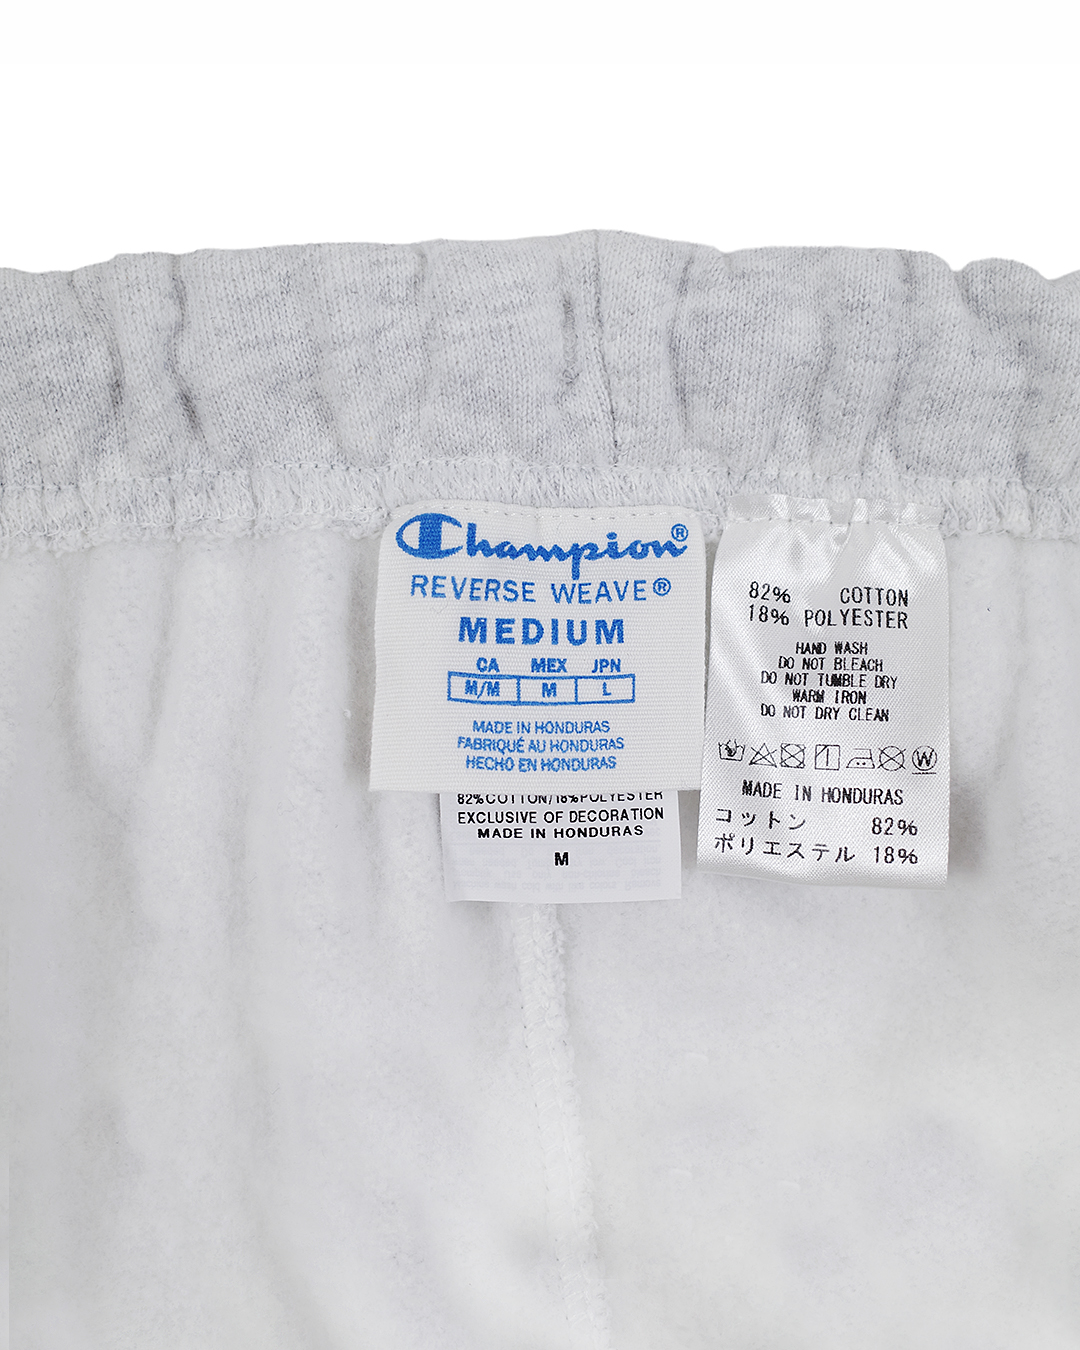 Champion®
REVERSE WEAVE®
MEDIUM
CA MEX JPN
M/M M L
MADE IN HONDURAS
FABRIQUÉ AU HONDURAS
HECHO EN HONDURAS
82%COTTON/18%POLYESTER
EXCLUSIVE OF DECORATION
MADE IN HONDURAS
M
82% COTTON
18% POLYESTER
HAND WASH
DO NOT BLEACH
DO NOT TUMBLE DRY
WARM IRON
DO NOT DRY CLEAN
W
MADE IN HONDURAS
コットン 82%
ポリエステル 18%